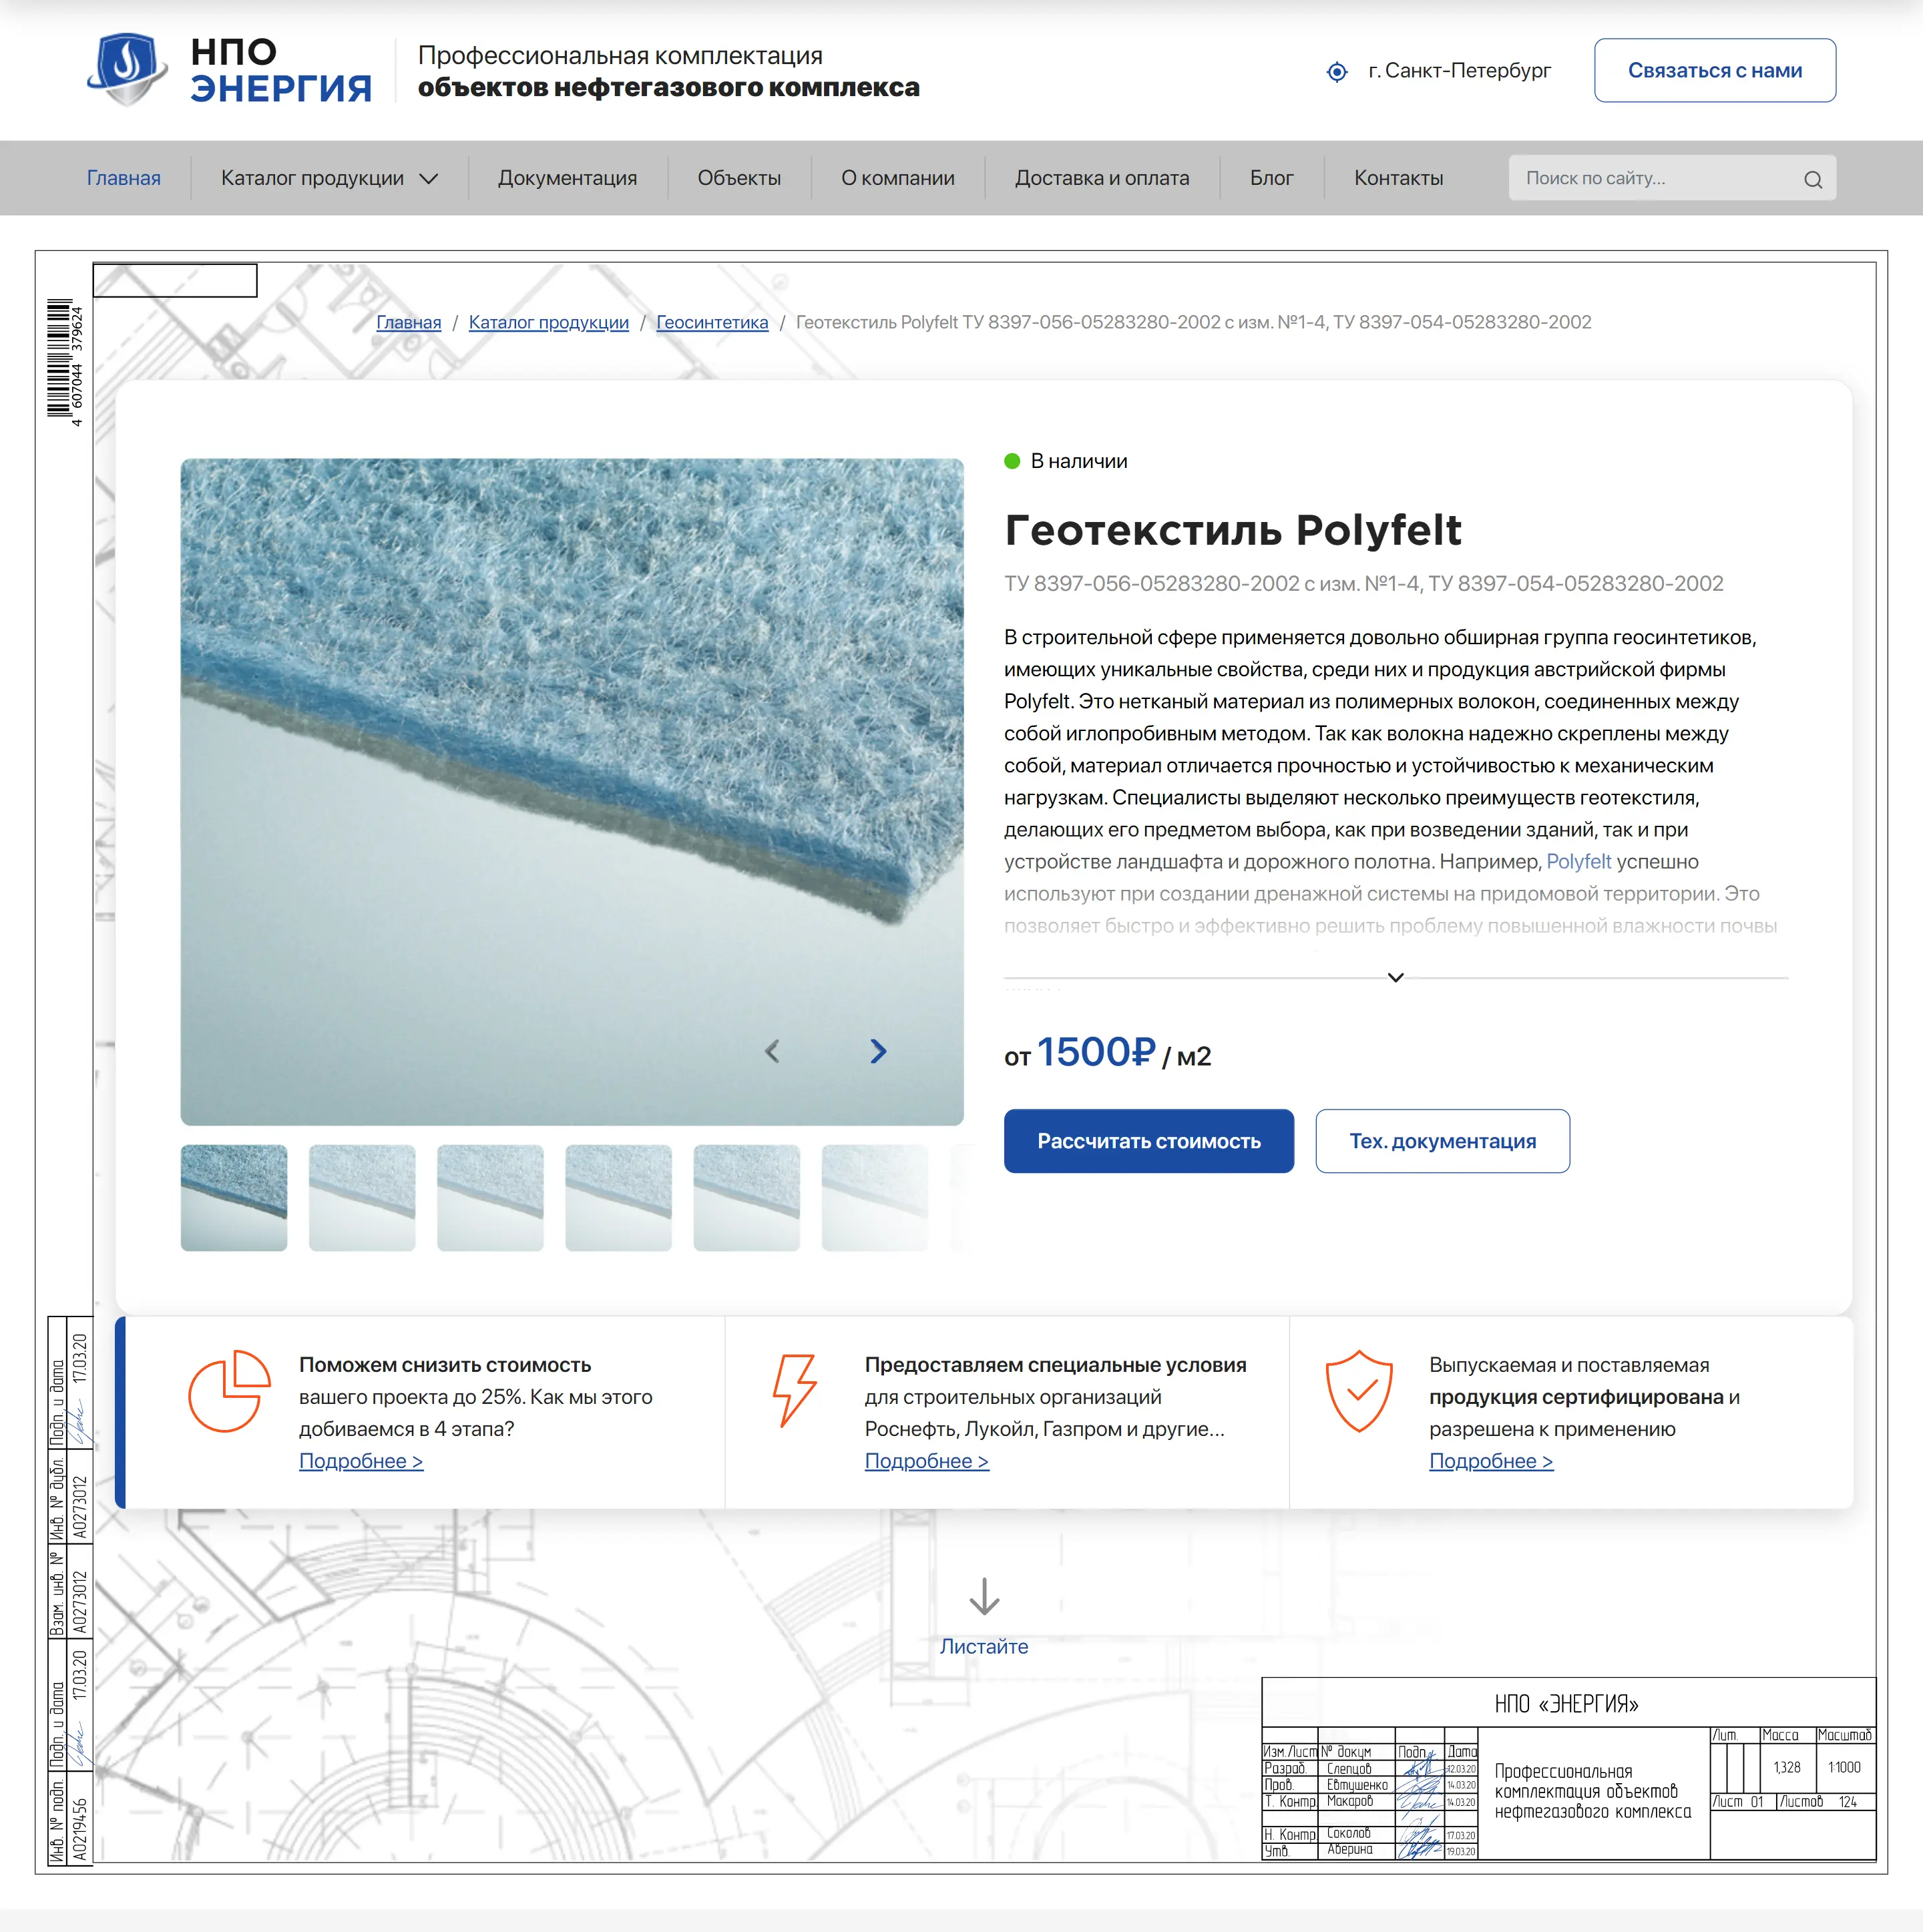 НПО
ЭНЕРГИЯ
Профессиональная комплектация
объектов нефтегазового комплекса
г. Санкт-Петербург
Связаться с нами
Главная
Каталог продукции
Документация
Объекты
О компании
Доставка и оплата
Блог
Контакты
Поиск по сайту...
4 607044 379624
Главная / Каталог продукции / Геосинтетика / Геотекстиль Polyfelt ТУ 8397-056-05283280-2002 с изм. №1-4, ТУ 8397-054-05283280-2002
В наличии
Геотекстиль Polyfelt
ТУ 8397-056-05283280-2002 с изм. №1-4, ТУ 8397-054-05283280-2002
В строительной сфере применяется довольно обширная группа геосинтетиков,
имеющих уникальные свойства, среди них и продукция австрийской фирмы
Polyfelt. Это нетканый материал из полимерных волокон, соединенных между
собой иглопробивным методом. Так как волокна надежно скреплены между
собой, материал отличается прочностью и устойчивостью к механическим
нагрузкам. Специалисты выделяют несколько преимуществ геотекстиля,
делающих его предметом выбора, как при возведении зданий, так и при
устройстве ландшафта и дорожного полотна. Например, Polyfelt успешно
используют при создании дренажной системы на придомовой территории. Это
позволяет быстро и эффективно решить проблему повышенной влажности почвы
от 1500₽ / м2
Рассчитать стоимость
Тех. документация
Поможем снизить стоимость
вашего проекта до 25%. Как мы этого
добиваемся в 4 этапа?
Подробнее >
Предоставляем специальные условия
для строительных организаций
Роснефть, Лукойл, Газпром и другие...
Подробнее >
Выпускаемая и поставляемая
продукция сертифицирована и
разрешена к применению
Подробнее >
Листайте
Инв. № подл. Подп. и дата Взам. инв. № Инв. № дубл. Подп. и дата
А0219456 17.03.20 А0273012 А0273012 17.03.20
НПО «ЭНЕРГИЯ»
Изм. Лист № докум Подп. Дата
Разраб. Слепцов 12.03.20
Пров. Евтушенко 14.03.20
Т. Контр. Макаров 14.03.20
Н. Контр. Соколов 17.03.20
Утв. Аверина 19.03.20
Профессиональная
комплектация объектов
нефтегазового комплекса
Лит. Масса Масштаб
1,328 1:1000
Лист 01 Листов 124